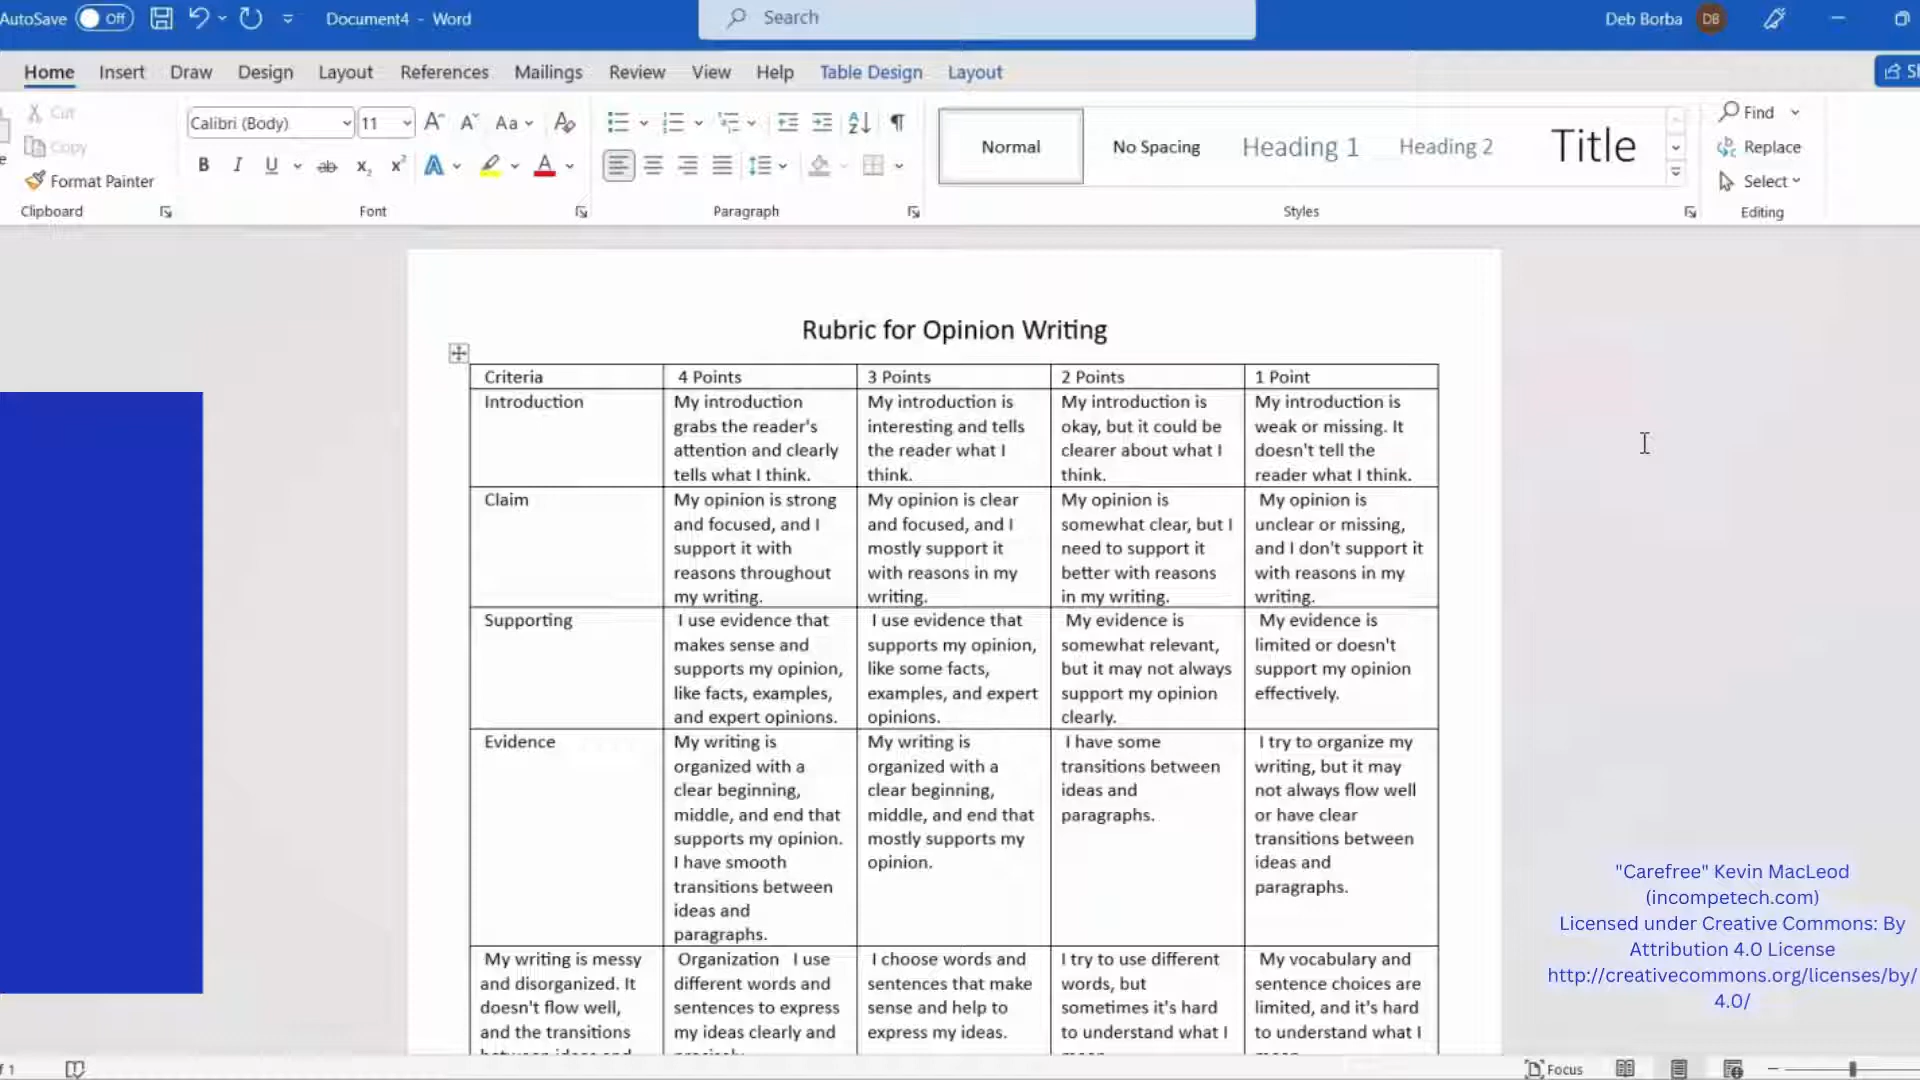 AutoSave Off Document4 - Word Search Deb Borba DB
Home Insert Draw Design Layout References Mailings Review View Help Table Design Layout
Cut
Copy
Format Painter
Clipboard
Calibri (Body) 11
Font
Paragraph
Normal No Spacing Heading 1 Heading 2 Title
Styles
Find
Replace
Select
Editing
Rubric for Opinion Writing
Criteria 4 Points 3 Points 2 Points 1 Point
Introduction
My introduction
grabs the reader's
attention and clearly
tells what I think.
My introduction is
interesting and tells
the reader what I
think.
My introduction is
okay, but it could be
clearer about what I
think.
My introduction is
weak or missing. It
doesn't tell the
reader what I think.
Claim
My opinion is strong
and focused, and I
support it with
reasons throughout
my writing.
My opinion is clear
and focused, and I
mostly support it
with reasons in my
writing.
My opinion is
somewhat clear, but I
need to support it
better with reasons
in my writing.
My opinion is
unclear or missing,
and I don't support it
with reasons in my
writing.
Supporting
I use evidence that
makes sense and
supports my opinion,
like facts, examples,
and expert opinions.
I use evidence that
supports my opinion,
like some facts,
examples, and expert
opinions.
My evidence is
somewhat relevant,
but it may not always
support my opinion
clearly.
My evidence is
limited or doesn't
support my opinion
effectively.
Evidence
My writing is
organized with a
clear beginning,
middle, and end that
supports my opinion.
I have smooth
transitions between
ideas and
paragraphs.
My writing is
organized with a
clear beginning,
middle, and end that
mostly supports my
opinion.
I have some
transitions between
ideas and
paragraphs.
I try to organize my
writing, but it may
not always flow well
or have clear
transitions between
ideas and
paragraphs.
My writing is messy
and disorganized. It
doesn't flow well,
and the transitions
Organization I use
different words and
sentences to express
my ideas clearly and
I choose words and
sentences that make
sense and help to
express my ideas.
I try to use different
words, but
sometimes it's hard
to understand what I
My vocabulary and
sentence choices are
limited, and it's hard
to understand what I
"Carefree" Kevin MacLeod
(incompetech.com)
Licensed under Creative Commons: By
Attribution 4.0 License
http://creativecommons.org/licenses/by/
4.0/
Focus